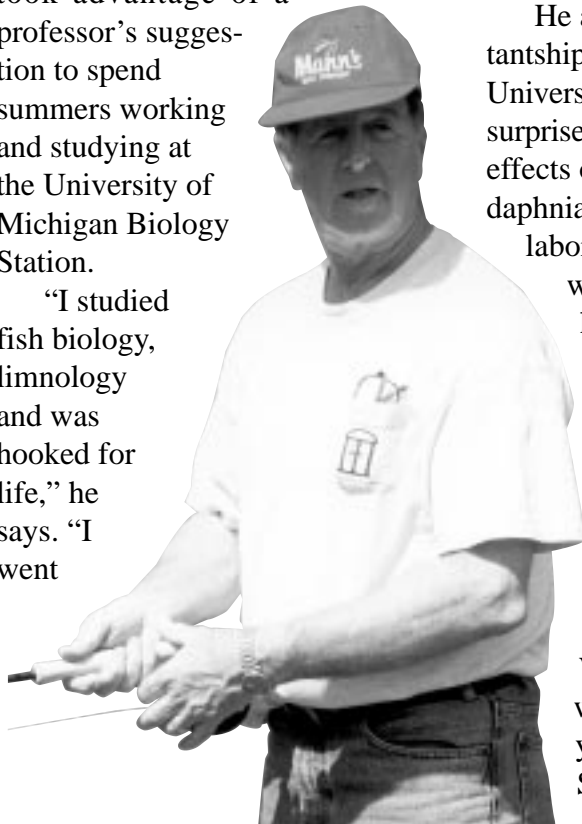 took advantage of a
professor’s sugges-
tion to spend
summers working
and studying at
the University of
Michigan Biology
Station.
“I studied
fish biology,
limnology
and was
hooked for
life,” he
says. “I
went
Mann's
He
tantship
Univers
surprise
effects
daphnia
labor